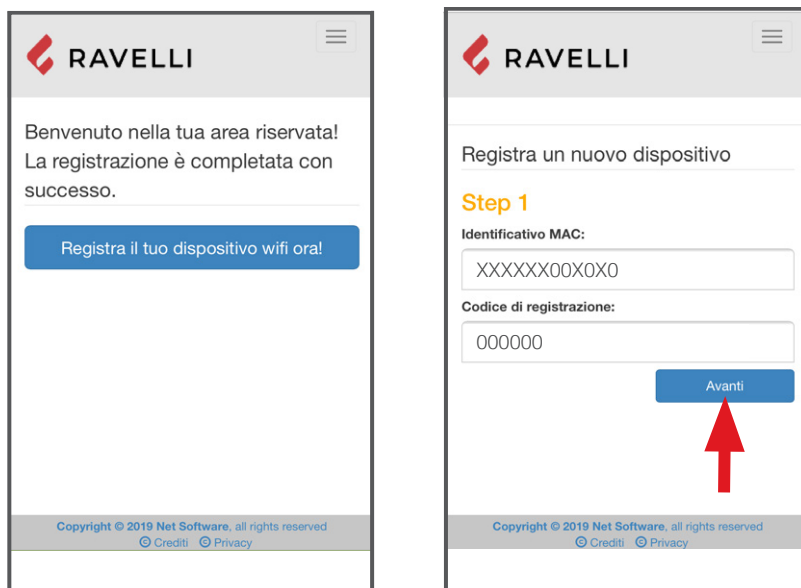 RAVELLI
Benvenuto nella tua area riservata!
La registrazione è completata con
successo.
Registra il tuo dispositivo wifi ora!
Copyright © 2019 Net Software, all rights reserved
© Crediti © Privacy
RAVELLI
Registra un nuovo dispositivo
Step 1
Identificativo MAC:
XXXXXX00X0X0
Codice di registrazione:
000000
Avanti
Copyright © 2019 Net Software, all rights reserved
© Crediti © Privacy